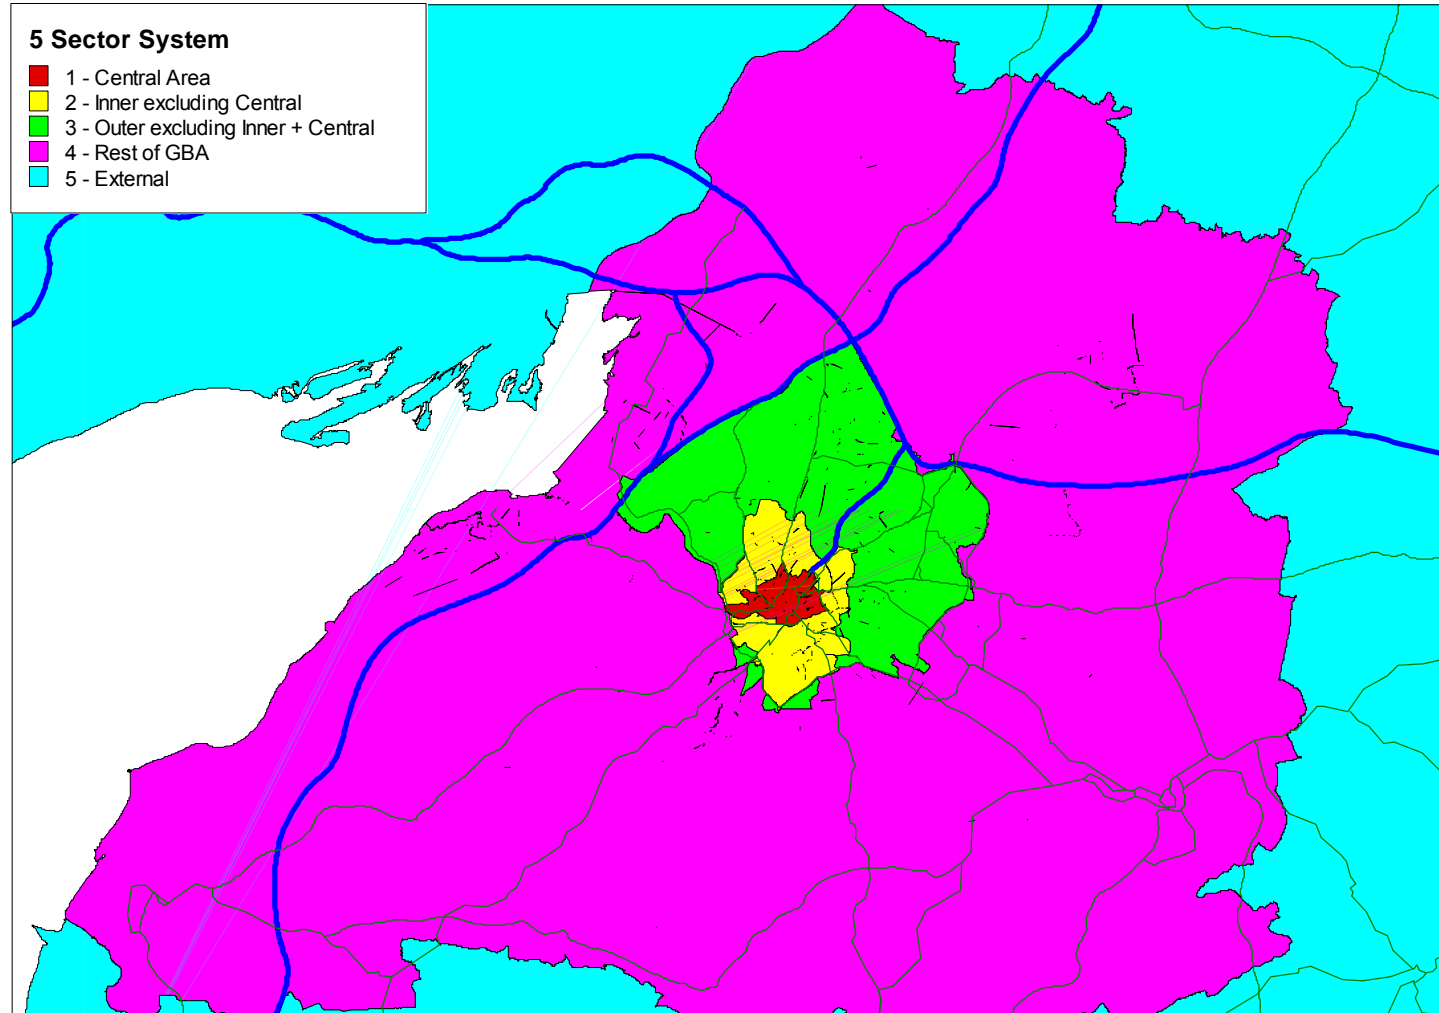 5 Sector System
1 - Central Area
2 - Inner excluding Central
3 - Outer excluding Inner + Central
4 - Rest of GBA
5 - External